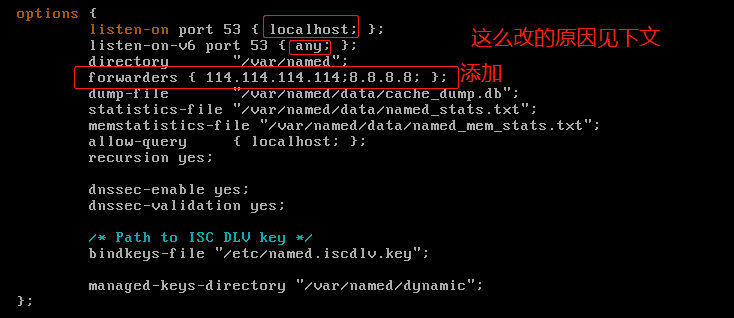 options {
listen-on port 53 { localhost; };
listen-on-v6 port 53 { any; };
这么改的原因见下文
directory "/var/named";
forwarders { 114.114.114.114;8.8.8.8; };
添加
dump-file "/var/named/data/cache_dump.db";
statistics-file "/var/named/data/named_stats.txt";
memstatistics-file "/var/named/data/named_mem_stats.txt";
allow-query { localhost; };
recursion yes;
dnssec-enable yes;
dnssec-validation yes;
/* Path to ISC DLV key */
bindkeys-file "/etc/named.iscdlv.key";
managed-keys-directory "/var/named/dynamic";
};